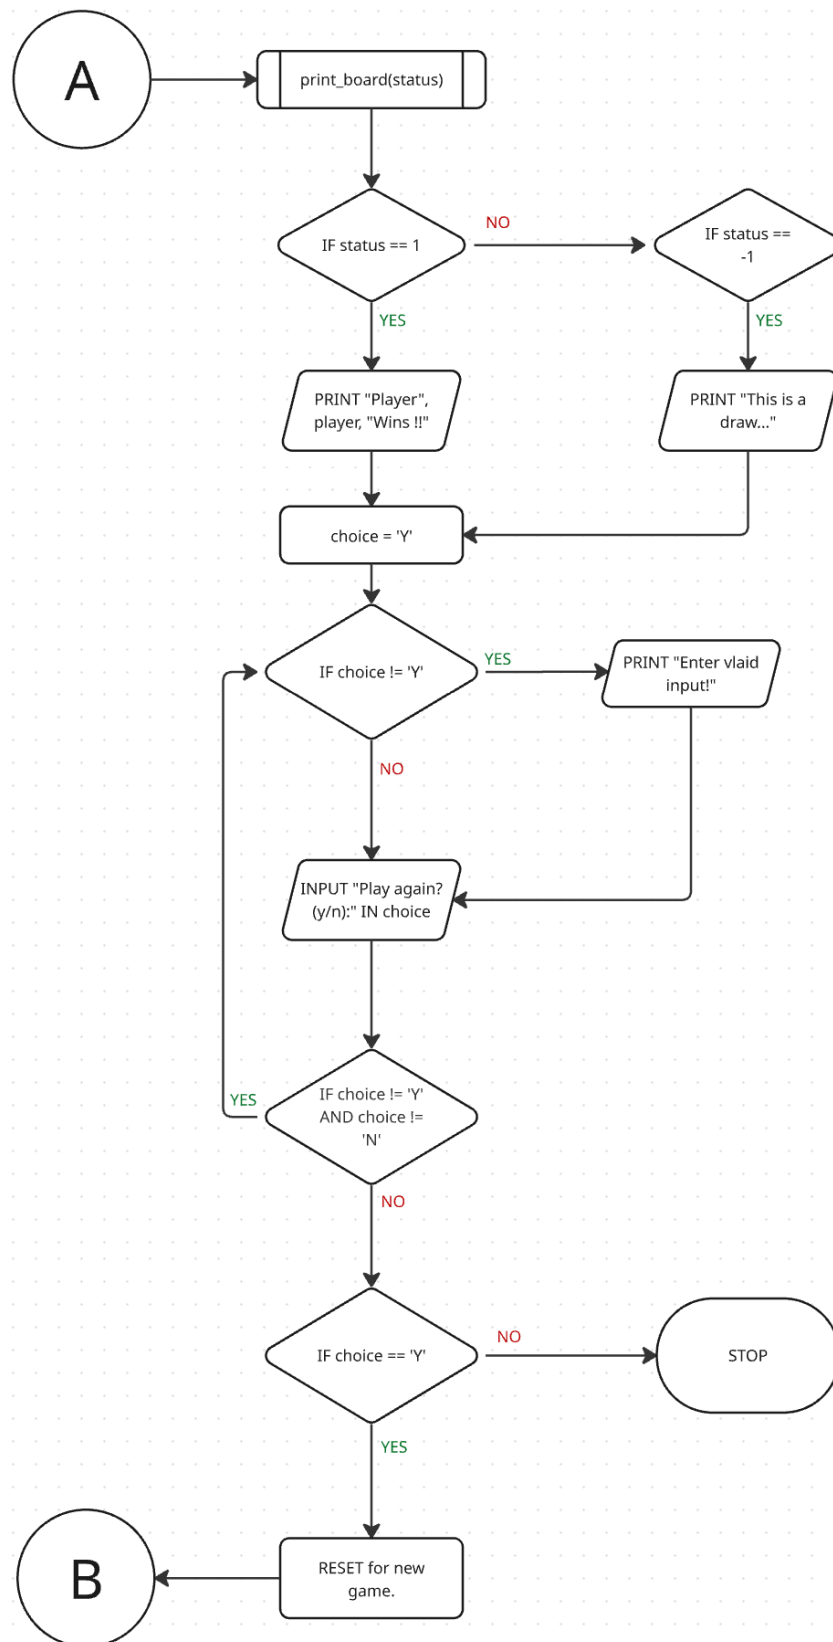 A
print_board(status)
IF status == 1
NO
IF status ==
-1
YES
YES
PRINT "Player",
player, "Wins !!"
PRINT "This is a
draw..."
choice = 'Y'
IF choice != 'Y'
YES
PRINT "Enter vlaid
input!"
NO
INPUT "Play again?
(y/n):" IN choice
IF choice != 'Y'
AND choice !=
'N'
YES
NO
IF choice == 'Y'
NO
STOP
YES
RESET for new
game.
B